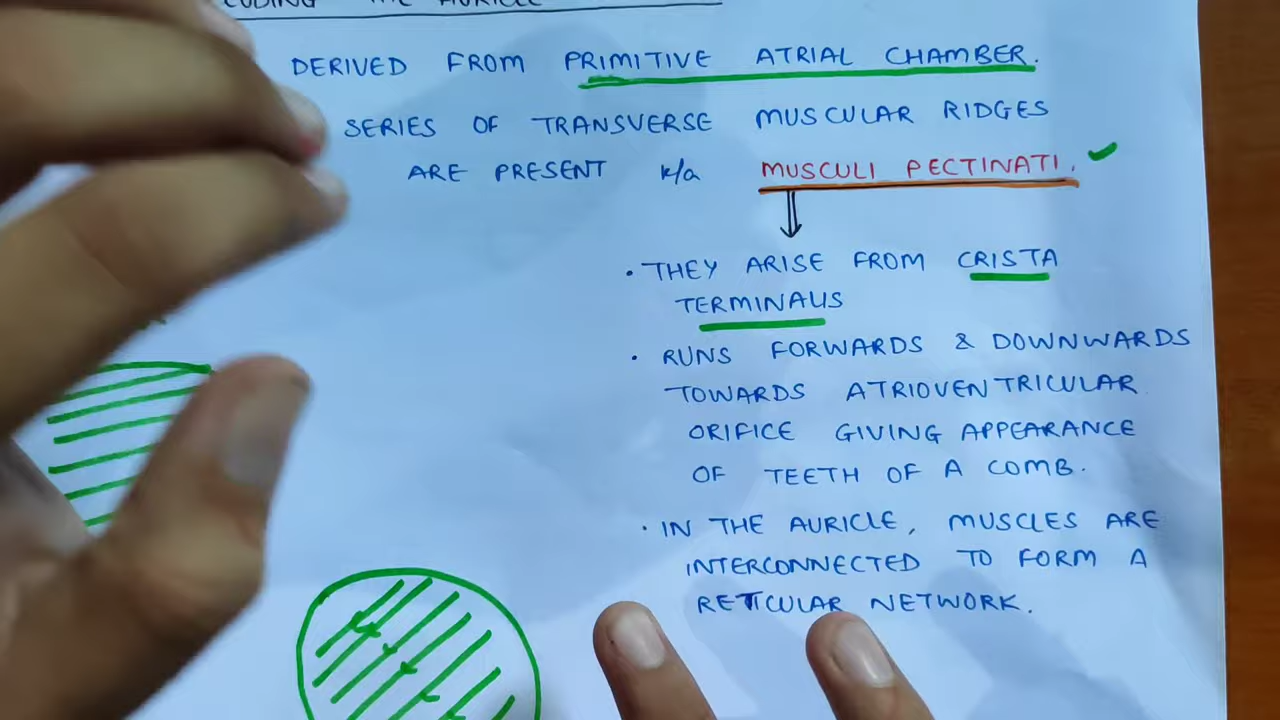 THE AURICLE
DERIVED FROM PRIMITIVE ATRIAL CHAMBER.
SERIES OF TRANSVERSE MUSCULAR RIDGES
ARE PRESENT K/a MUSCULI PECTINATI.
• THEY ARISE FROM CRISTA
TERMINALIS
• RUNS FORWARDS & DOWNWARDS
TOWARDS ATRIOVENTRICULAR
ORIFICE GIVING APPEARANCE
OF TEETH OF A COMB.
• IN THE AURICLE, MUSCLES ARE
INTERCONNECTED TO FORM A
RETICULAR NETWORK.